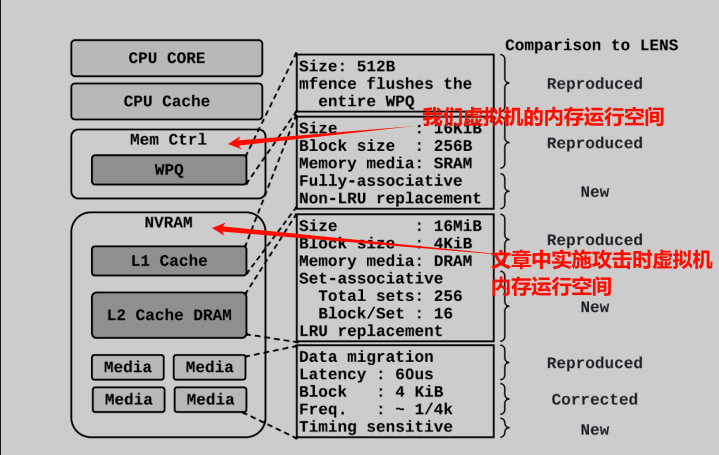 Comparison to LENS
CPU CORE
CPU Cache
Mem Ctrl
WPQ
NVRAM
L1 Cache
L2 Cache DRAM
Media
Media
Media
Media
Size: 512B
mfence flushes the
entire WPQ
Reproduced
我们虚拟机的内存运行空间
Size : 16KiB
Block size : 256B
Memory media: SRAM
Reproduced
Fully-associative
Non-LRU replacement
New
Size : 16MiB
Block size : 4KiB
Memory media: DRAM
Reproduced
文章中实施攻击时虚拟机
内存运行空间
Set-associative
Total sets: 256
Block/Set : 16
LRU replacement
New
Data migration
Latency : 60us
Reproduced
Block : 4 KiB
Freq. : ~ 1/4k
Corrected
Timing sensitive
New